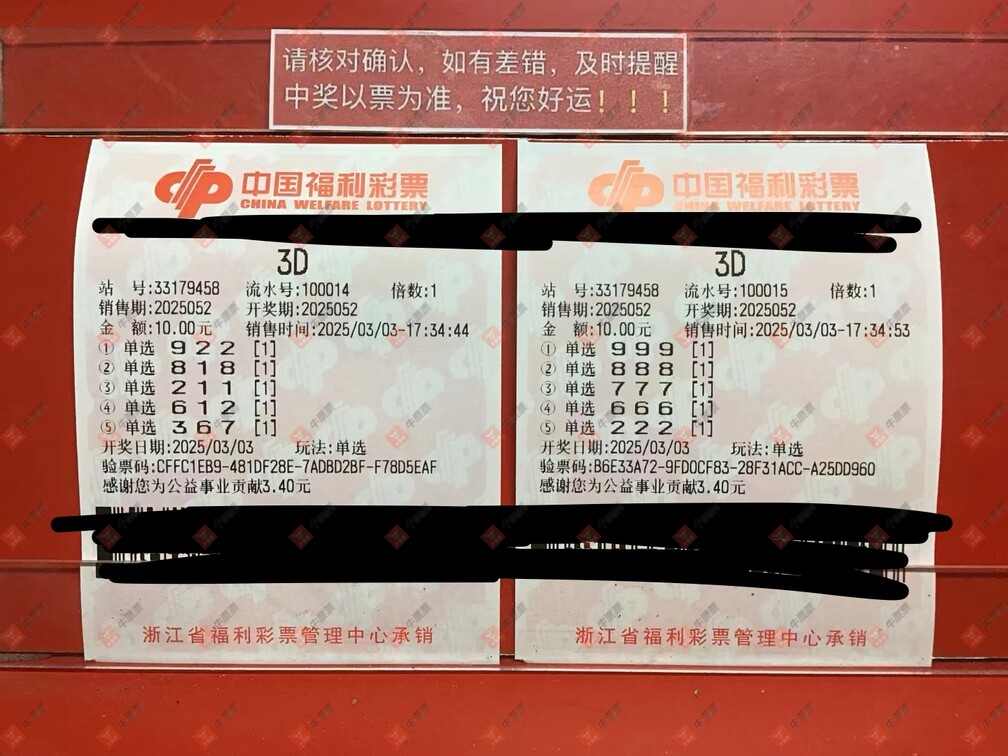 请核对确认，如有差错，及时提醒
中奖以票为准，祝您好运！！！
中国福利彩票
CHINA WELFARE LOTTERY
3D
站 号:33179458 流水号:100014 倍数:1
销售期:2025052 开奖期:2025052
金 额:10.00元 销售时间:2025/03/03-17:34:44
① 单选 9 2 2 [1]
② 单选 8 1 8 [1]
③ 单选 2 1 1 [1]
④ 单选 6 1 2 [1]
⑤ 单选 3 6 7 [1]
开奖日期:2025/03/03 玩法:单选
验票码:CFFC1EB9-481DF28E-7ADBD2BF-F78D5EAF
感谢您为公益事业贡献3.40元
浙江省福利彩票管理中心承销
中国福利彩票
CHINA WELFARE LOTTERY
3D
站 号:33179458 流水号:100015 倍数:1
销售期:2025052 开奖期:2025052
金 额:10.00元 销售时间:2025/03/03-17:34:53
① 单选 9 9 9 [1]
② 单选 8 8 8 [1]
③ 单选 7 7 7 [1]
④ 单选 6 6 6 [1]
⑤ 单选 2 2 2 [1]
开奖日期:2025/03/03 玩法:单选
验票码:B6E33A72-9FD0CF83-28F31ACC-A25DD960
感谢您为公益事业贡献3.40元
浙江省福利彩票管理中心承销